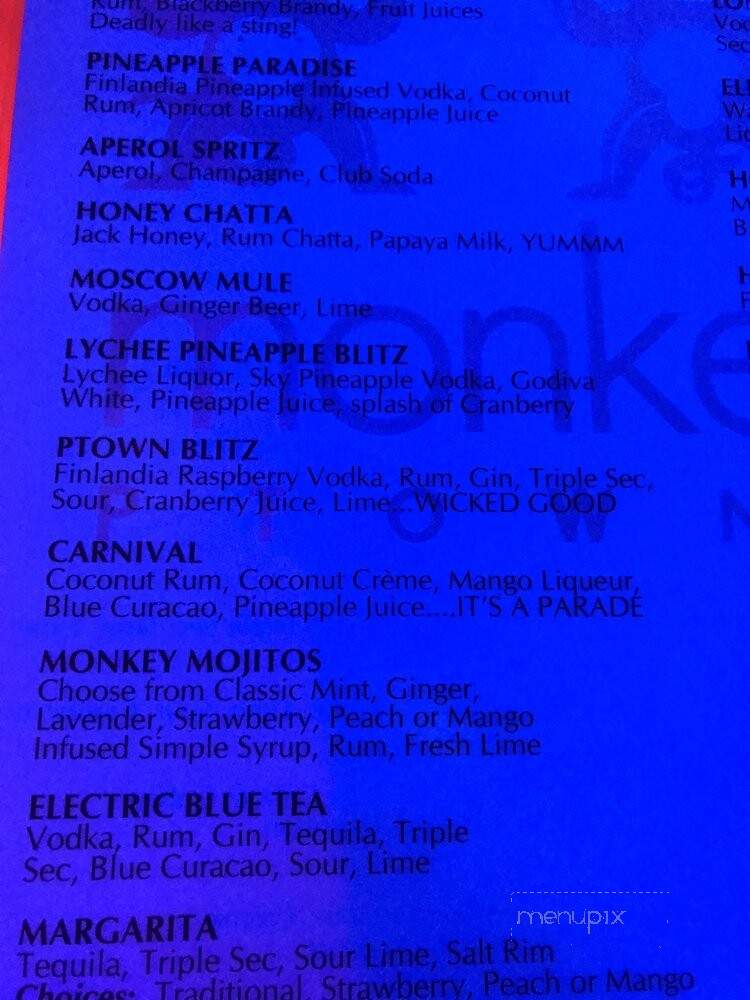 Rum, Blackberry Brandy, Fruit Juices
Deadly like a sting!
PINEAPPLE PARADISE
Finlandia Pineapple Infused Vodka, Coconut
Rum, Apricot Brandy, Pineapple Juice
APEROL SPRITZ
Aperol, Champagne, Club Soda
HONEY CHATTA
Jack Honey, Rum Chatta, Papaya Milk, YUMMM
MOSCOW MULE
Vodka, Ginger Beer, Lime
LYCHEE PINEAPPLE BLITZ
Lychee Liquor, Sky Pineapple Vodka, Godiva
White, Pineapple Juice, splash of Cranberry
PTOWN BLITZ
Finlandia Raspberry Vodka, Rum, Gin, Triple Sec,
Sour, Cranberry Juice, Lime...WICKED GOOD
CARNIVAL
Coconut Rum, Coconut Crème, Mango Liqueur,
Blue Curacao, Pineapple Juice....IT'S A PARADE
MONKEY MOJITOS
Choose from Classic Mint, Ginger,
Lavender, Strawberry, Peach or Mango
Infused Simple Syrup, Rum, Fresh Lime
ELECTRIC BLUE TEA
Vodka, Rum, Gin, Tequila, Triple
Sec, Blue Curacao, Sour, Lime
MARGARITA
Tequila, Triple Sec, Sour Lime, Salt Rim
Choices: Traditional, Strawberry, Peach or Mango
monke
menupix